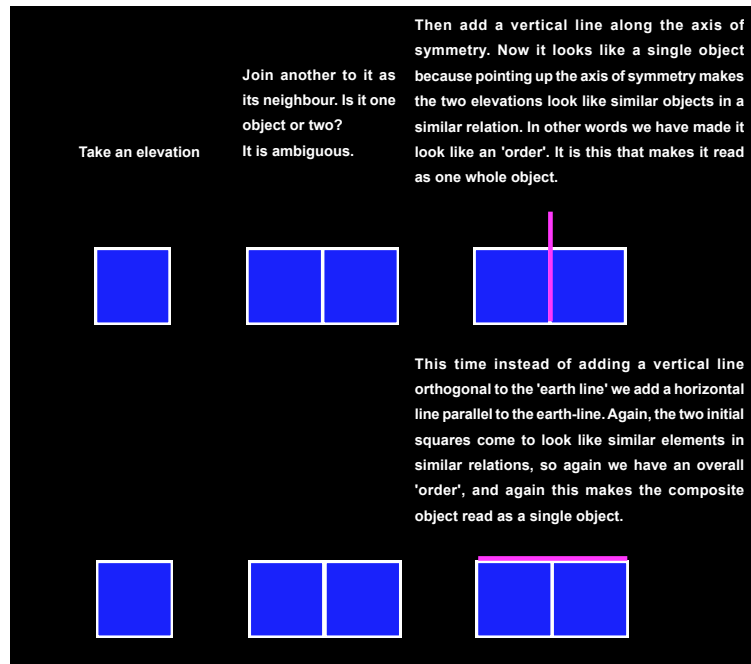 Take an elevation
Join another to it as
its neighbour. Is it one
object or two?
It is ambiguous.
Then add a vertical line along the axis of
symmetry. Now it looks like a single object
because pointing up the axis of symmetry makes
the two elevations look like similar objects in a
similar relation. In other words we have made it
look like an 'order'. It is this that makes it read
as one whole object.
This time instead of adding a vertical line
orthogonal to the 'earth line' we add a horizontal
line parallel to the earth-line. Again, the two initial
squares come to look like similar elements in
similar relations, so again we have an overall
'order', and again this makes the composite
object read as a single object.